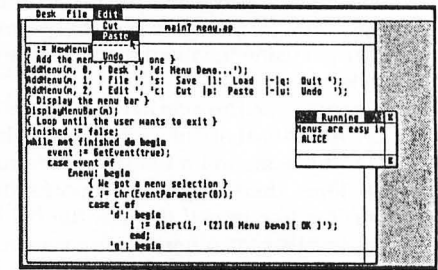 Desk File Edit
Cut
Paste
Undo
main? menu.ap
m := NewMenuB
{ Add the men by one }
AddMenu(m, 0, ' Desk ', 'd: Menu Demo...');
AddMenu(m, 1, ' File ', 's: Save |l: Load |-|q: Quit ');
AddMenu(m, 2, ' Edit ', 'c: Cut |p: Paste |-|u: Undo ');
{ Display the menu bar }
DisplayMenuBar(m);
{ Loop until the user wants to exit }
finished := false;
while not finished do begin
event := GetEvent(true);
case event of
Emenu: begin
{ We got a menu selection }
c := chr(EventParameter(0));
case c of
'd': begin
i := Alert(1, '[2][A Menu Demo][ OK ]');
end;
'q': begin
Running
Menus are easy in
ALICE